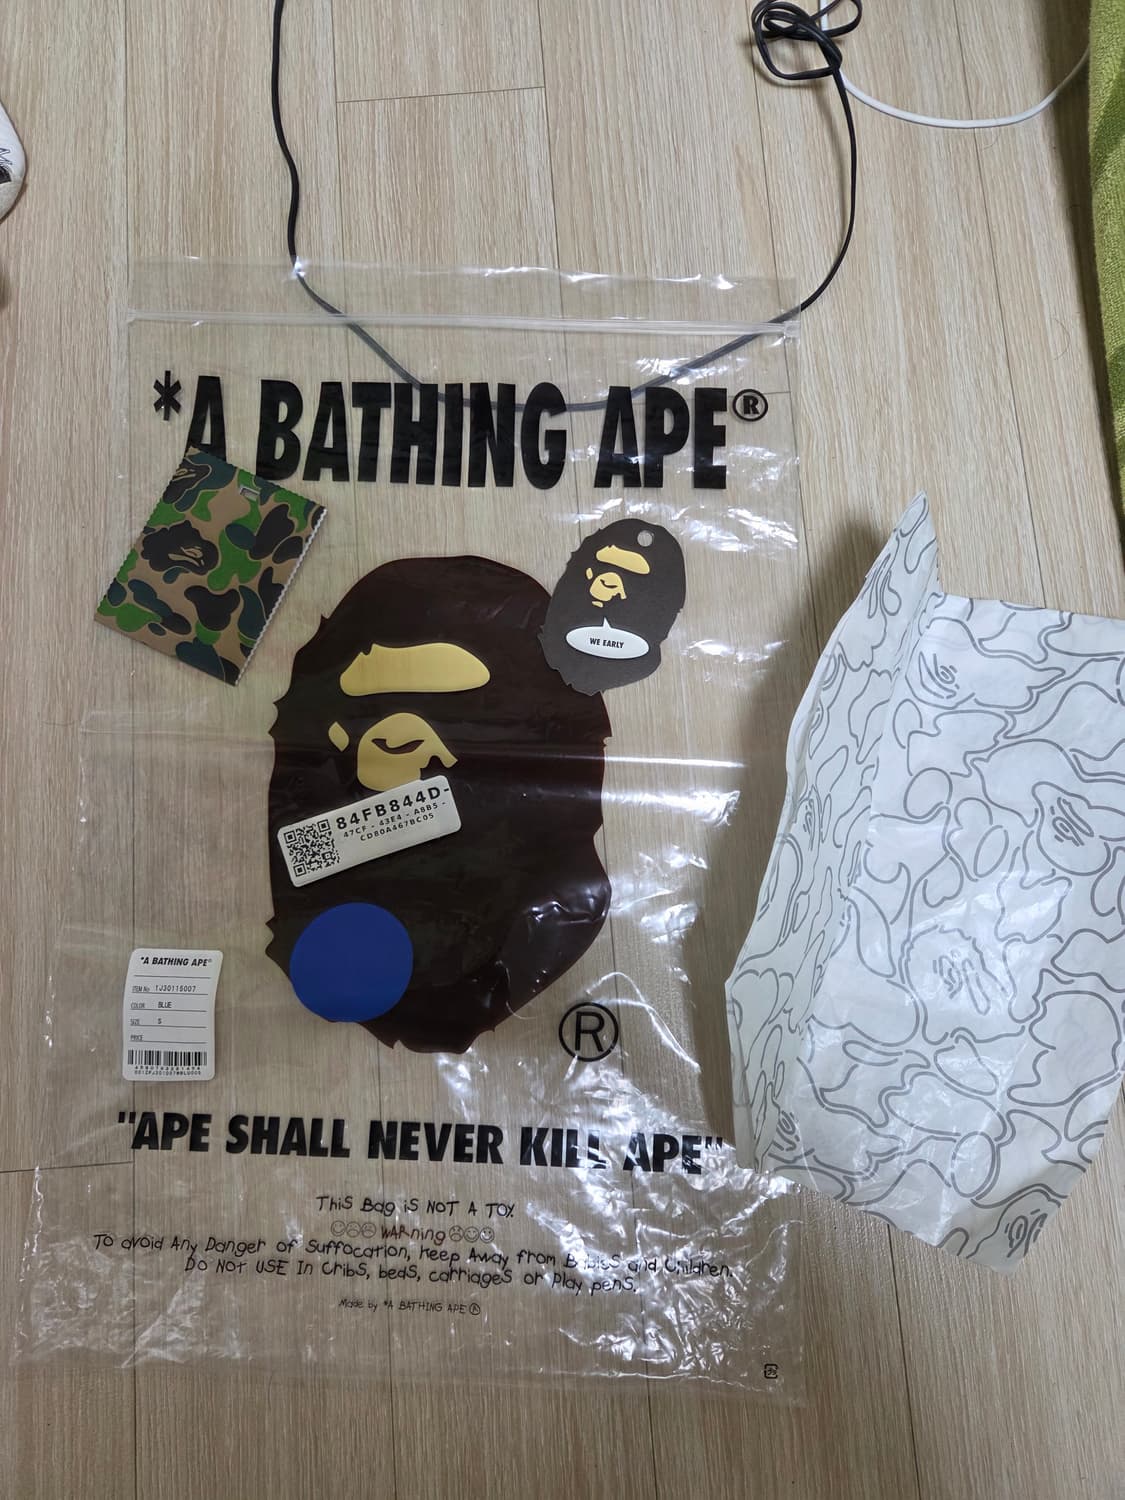 *A BATHING APE®
WE EARLY
84FB844D-
47CF - 43E4 - A8B5 -
CD80A467BC05
*A BATHING APE®
ITEM No 1J30115007
COLOR BLUE
SIZE S
PRICE
®
"APE SHALL NEVER KILL APE"
This Bag is NOT A TOY.
WARning
To avoid Any Danger of Suffocation, Keep Away from Babies and Children.
Do NOT USE In Cribs, beds, carriages or Play pens.
Made by *A BATHING APE®